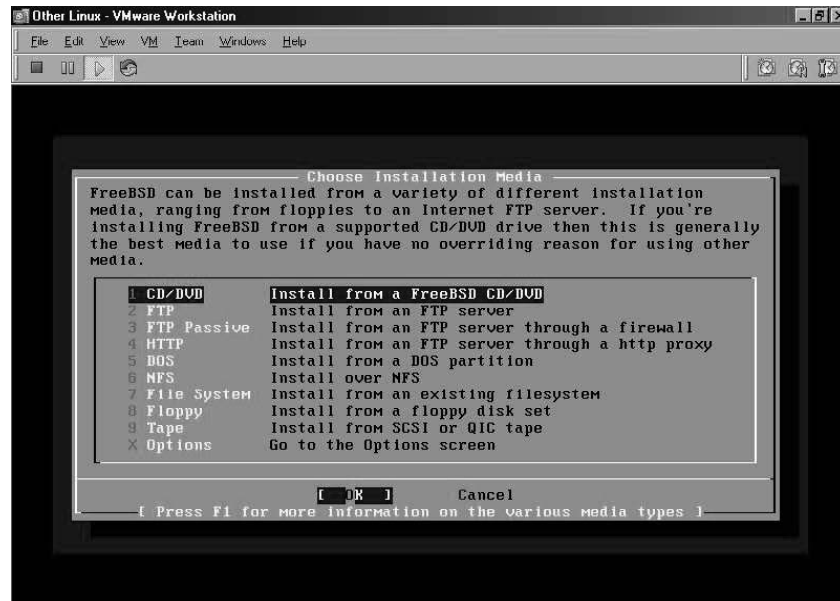 Other Linux - VMware Workstation
File Edit View VM Team Windows Help
Choose Installation Media
FreeBSD can be installed from a variety of different installation
media, ranging from floppies to an Internet FTP server. If you're
installing FreeBSD from a supported CD/DVD drive then this is generally
the best media to use if you have no overriding reason for using other
media.
1 CD/DVD Install from a FreeBSD CD/DVD
2 FTP Install from an FTP server
3 FTP Passive Install from an FTP server through a firewall
4 HTTP Install from an FTP server through a http proxy
5 DOS Install from a DOS partition
6 NFS Install over NFS
7 File System Install from an existing filesystem
8 Floppy Install from a floppy disk set
9 Tape Install from SCSI or QIC tape
X Options Go to the Options screen
[ OK ] Cancel
[ Press F1 for more information on the various media types ]